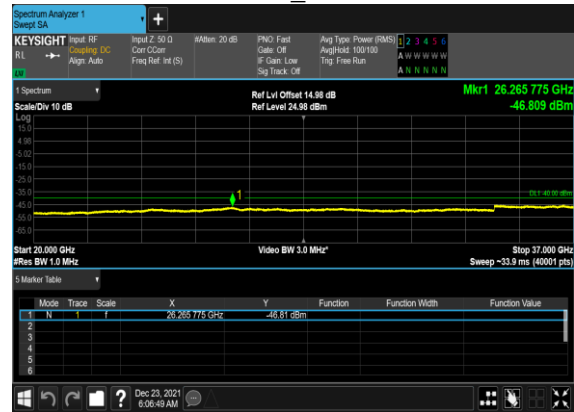 Spectrum Analyzer 1
Swept SA
+
KEYSIGHT Input: RF Input Z: 50 Ω #Atten: 20 dB PNO: Fast Avg Type: Power (RMS) 1 2 3 4 5 6
RL Coupling: DC Corr CCorr Gate: Off Avg|Hold: 100/100 A W W W W W
Align: Auto Freq Ref: Int (S) IF Gain: Low Trig: Free Run
Sig Track: Off A N N N N N
1 Spectrum Ref Lvl Offset 14.98 dB Mkr1 26.265 775 GHz
Scale/Div 10 dB Ref Level 24.98 dBm -46.809 dBm
Log
15.0
4.98
-5.02
-15.0
-25.0
-35.0 1 DL1 -40.00 dBm
-45.0
-55.0
-65.0
Start 20.000 GHz Video BW 3.0 MHz* Stop 37.000 GHz
#Res BW 1.0 MHz Sweep ~33.9 ms (40001 pts)
5 Marker Table
Mode Trace Scale X Y Function Function Width Function Value
1 N 1 f 26.265 775 GHz -46.81 dBm
2
3
4
5
6
? Dec 23, 2021
6:06:49 AM